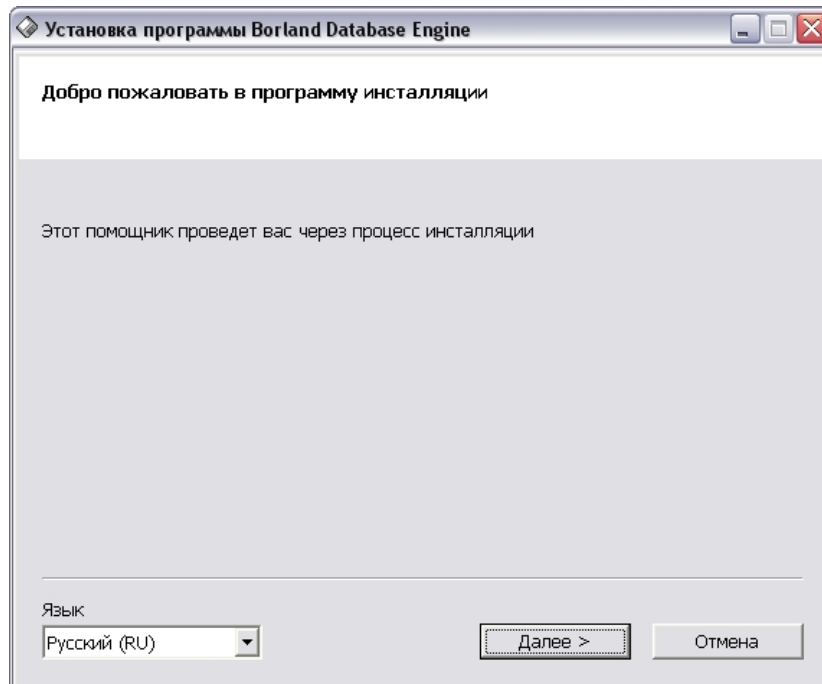 Установка программы Borland Database Engine
Добро пожаловать в программу инсталляции
Этот помощник проведет вас через процесс инсталляции
Язык
Русский (RU)
Далее >
Отмена